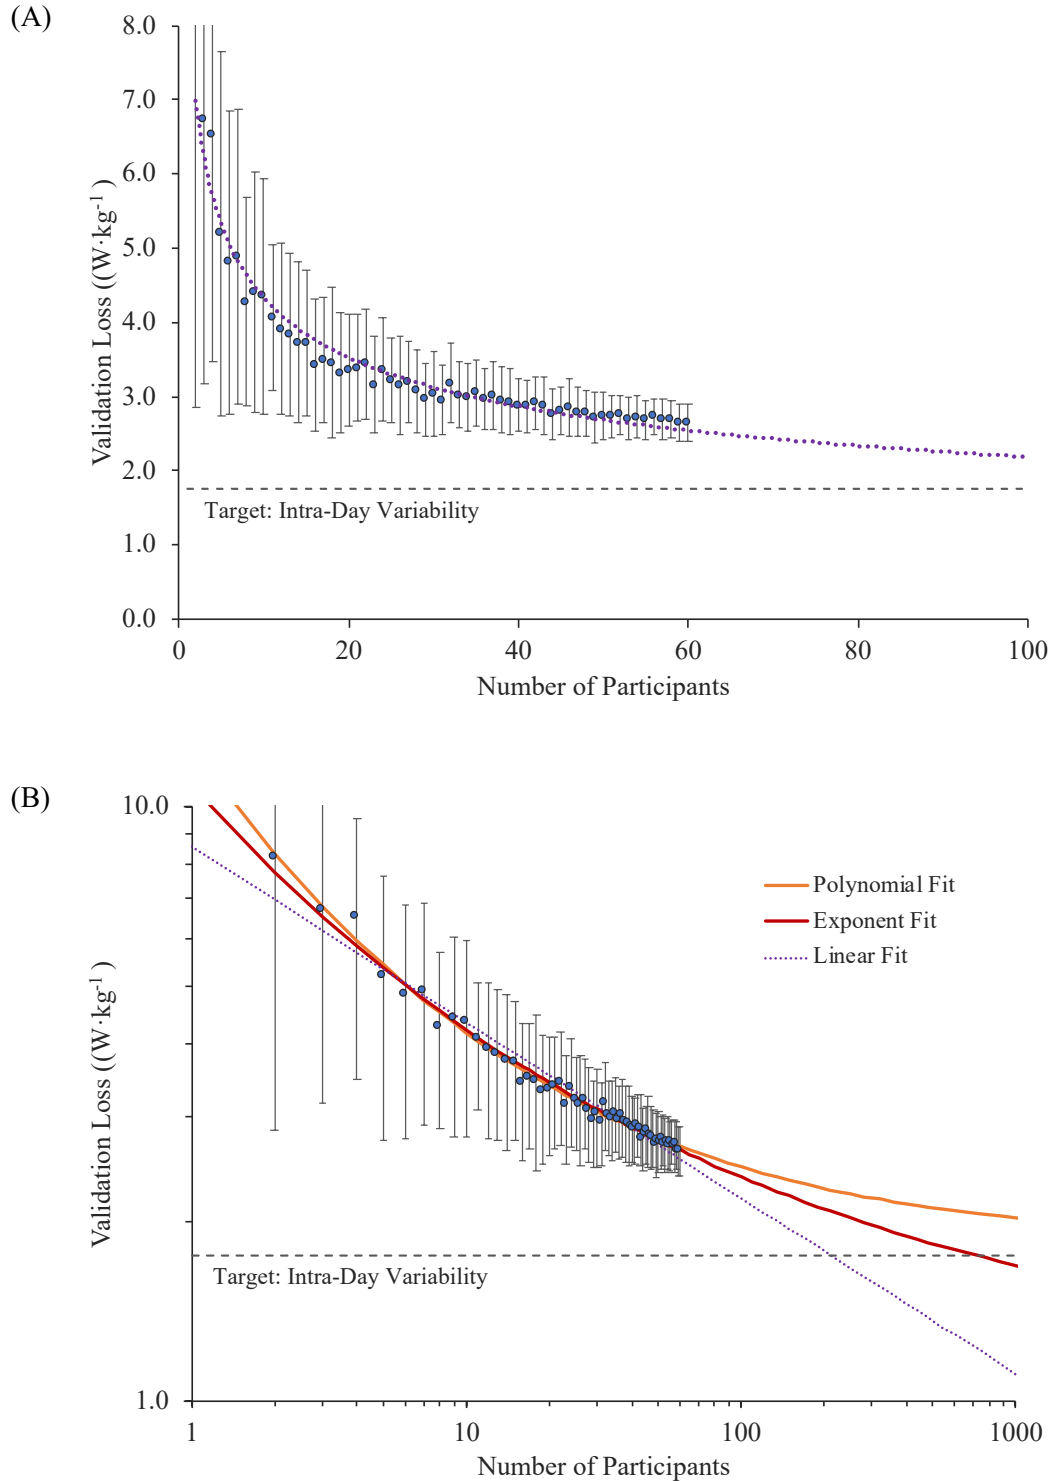 (A)
8.0
7.0
6.0
5.0
4.0
3.0
2.0
1.0
0.0
Validation Loss ((W·kg⁻¹ )
Target: Intra-Day Variability
0 20 40 60 80 100
Number of Participants
(B)
10.0
1.0
Validation Loss ((W·kg⁻¹ )
Polynomial Fit
Exponent Fit
Linear Fit
Target: Intra-Day Variability
1 10 100 1000
Number of Participants